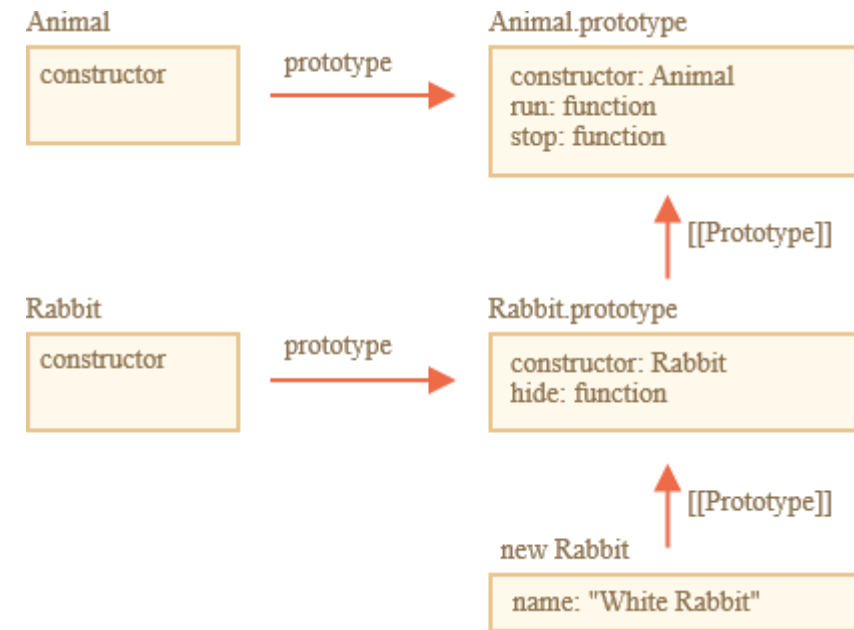 Animal
Animal.prototype
constructor
prototype
constructor: Animal
run: function
stop: function
[[Prototype]]
Rabbit
Rabbit.prototype
constructor
prototype
constructor: Rabbit
hide: function
[[Prototype]]
new Rabbit
name: "White Rabbit"